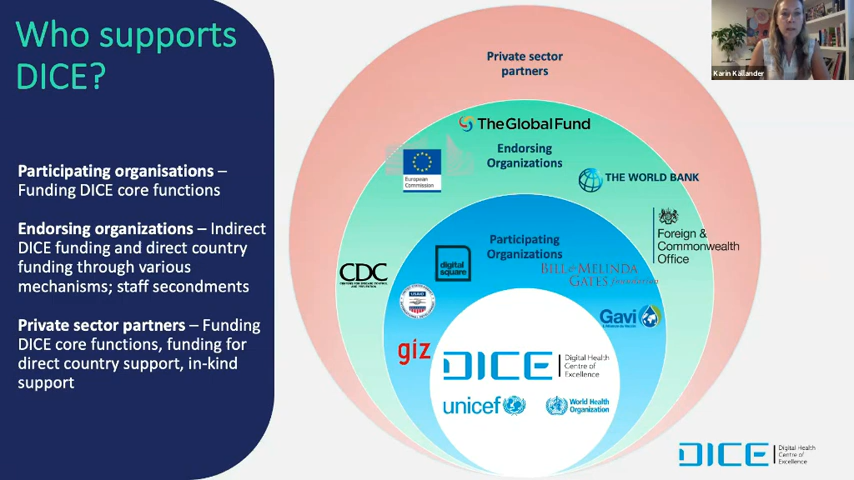 Who supports
DICE?
Participating organisations –
Funding DICE core functions
Endorsing organizations – Indirect
DICE funding and direct country
funding through various
mechanisms; staff secondments
Private sector partners – Funding
DICE core functions, funding for
direct country support, in-kind
support
Private sector
partners
The Global Fund
Endorsing
Organizations
European
Commission
THE WORLD BANK
Foreign &
Commonwealth
Office
CDC
Participating
Organizations
digital
square
BILL & MELINDA
GATES foundation
USAID
Gavi
giz
DICE
Digital Health
Centre of
Excellence
unicef
World Health
Organization
DICE
Digital Health
Centre of
Excellence
Karin Källander